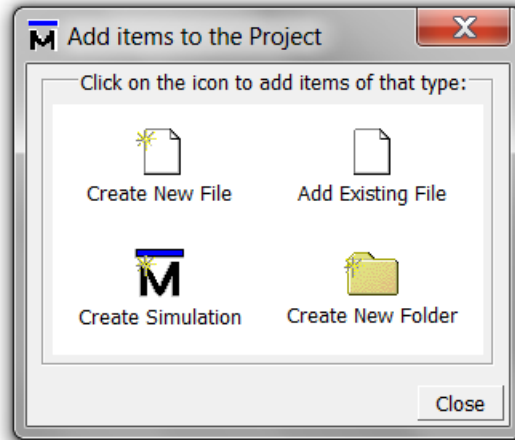 Add items to the Project
Click on the icon to add items of that type:
Create New File
Add Existing File
Create Simulation
Create New Folder
Close